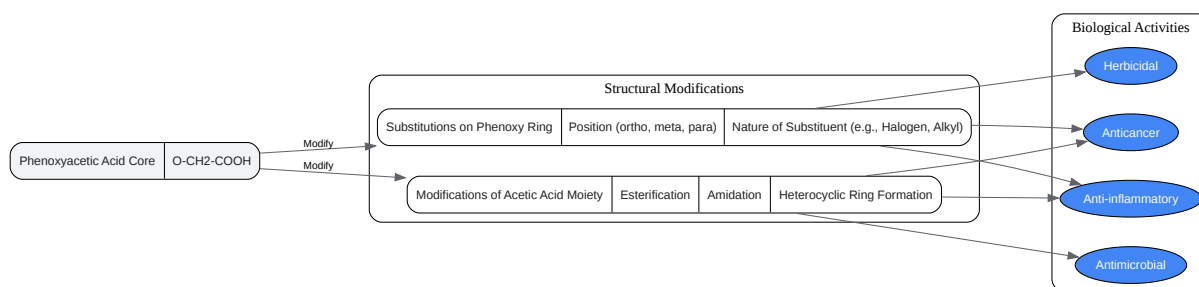 Biological Activities
Herbicidal
Structural Modifications
Substitutions on Phenoxy Ring
Position (ortho, meta, para)
Nature of Substituent (e.g., Halogen, Alkyl)
Anticancer
Modify
Phenoxyacetic Acid Core
O-CH2-COOH
Modify
Modifications of Acetic Acid Moiety
Esterification
Amidation
Heterocyclic Ring Formation
Anti-inflammatory
Antimicrobial